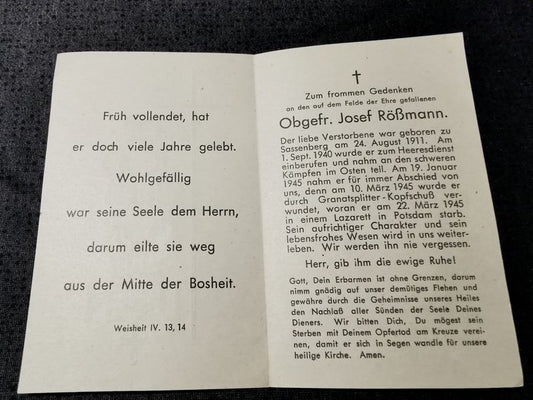 Früh vollendet, hat
er doch viele Jahre gelebt.
Wohlgefällig
war seine Seele dem Herrn,
darum eilte sie weg
aus der Mitte der Bosheit.
Weisheit IV. 13, 14
Zum frommen Gedenken
an den auf dem Felde der Ehre gefallenen
Obgefr. Josef Rößmann.
Der liebe Verstorbene war geboren zu
Sassenberg am 24. August 1911. Am
1. Sept. 1940 wurde er zum Heeresdienst
einberufen und nahm an den schweren
Kämpfen im Osten teil. Am 19. Januar
1945 nahm er für immer Abschied von
uns, denn am 10. März 1945 wurde er
durch Granatsplitter-Kopfschuß ver-
wundet, woran er am 22. März 1945
in einem Lazarett in Potsdam starb.
Sein aufrichtiger Charakter und sein
lebensfrohes Wesen wird in uns weiter-
leben. Wir werden ihn nie vergessen.
Herr, gib ihm die ewige Ruhe!
Gott, Dein Erbarmen ist ohne Grenzen, darum
nimm gnädig auf unser demütiges Flehen und
gewähre durch die Geheimnisse unseres Heiles
den Nachlaß aller Sünden der Seele Deines
Dieners. Wir bitten Dich, Du mögest sein
Sterben mit Deinem Opfertod am Kreuze verei-
nen, damit er sich in Segen wandle für unsere
heilige Kirche. Amen.